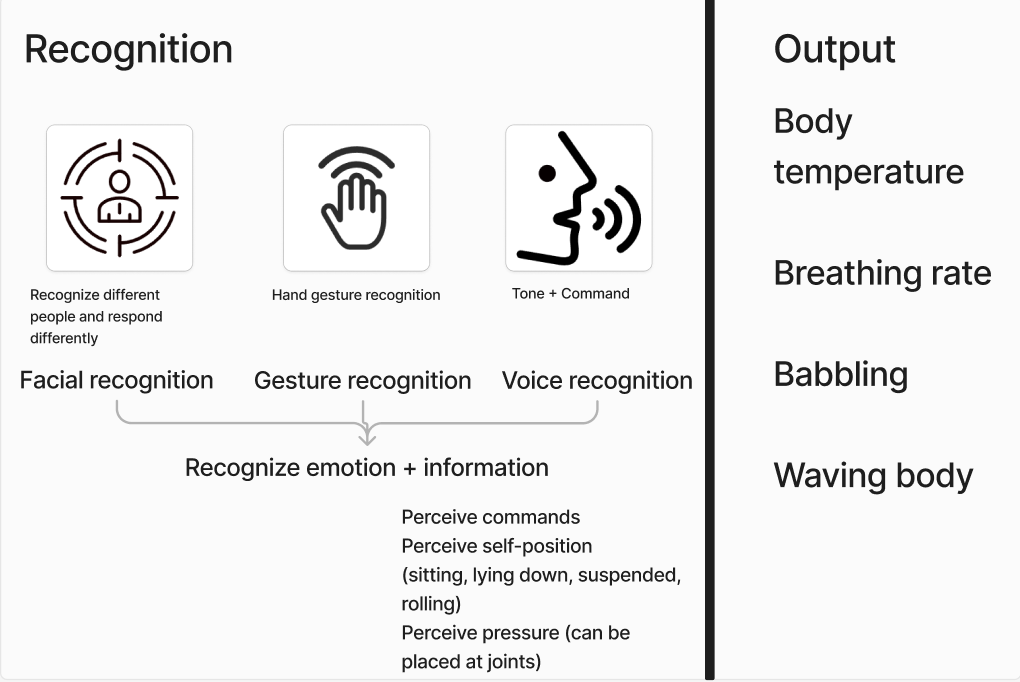 Recognition
Recognize different
people and respond
differently
Hand gesture recognition
Tone + Command
Facial recognition
Gesture recognition
Voice recognition
Recognize emotion + information
Perceive commands
Perceive self-position
(sitting, lying down, suspended,
rolling)
Perceive pressure (can be
placed at joints)
Output
Body
temperature
Breathing rate
Babbling
Waving body